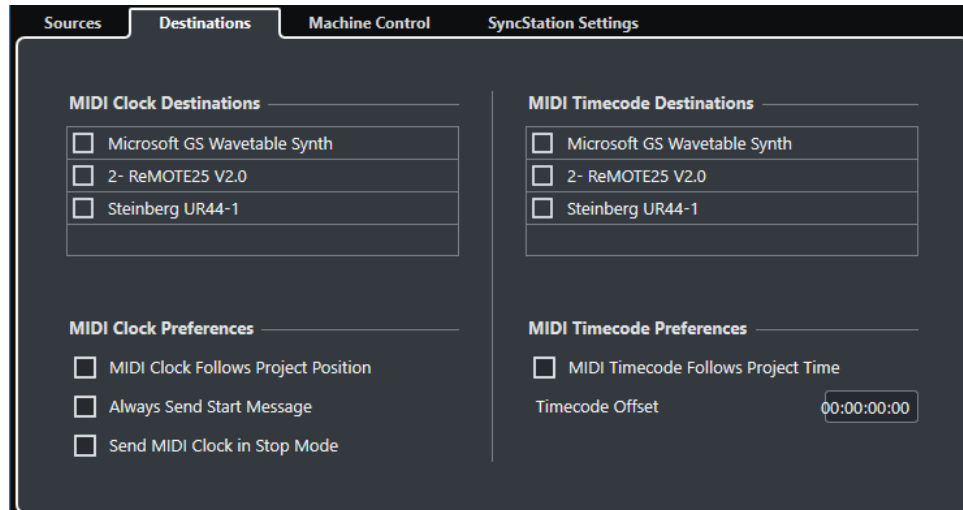 Sources Destinations Machine Control SyncStation Settings
MIDI Clock Destinations
Microsoft GS Wavetable Synth
2- ReMOTE25 V2.0
Steinberg UR44-1
MIDI Timecode Destinations
Microsoft GS Wavetable Synth
2- ReMOTE25 V2.0
Steinberg UR44-1
MIDI Clock Preferences
MIDI Clock Follows Project Position
Always Send Start Message
Send MIDI Clock in Stop Mode
MIDI Timecode Preferences
MIDI Timecode Follows Project Time
Timecode Offset 00:00:00:00